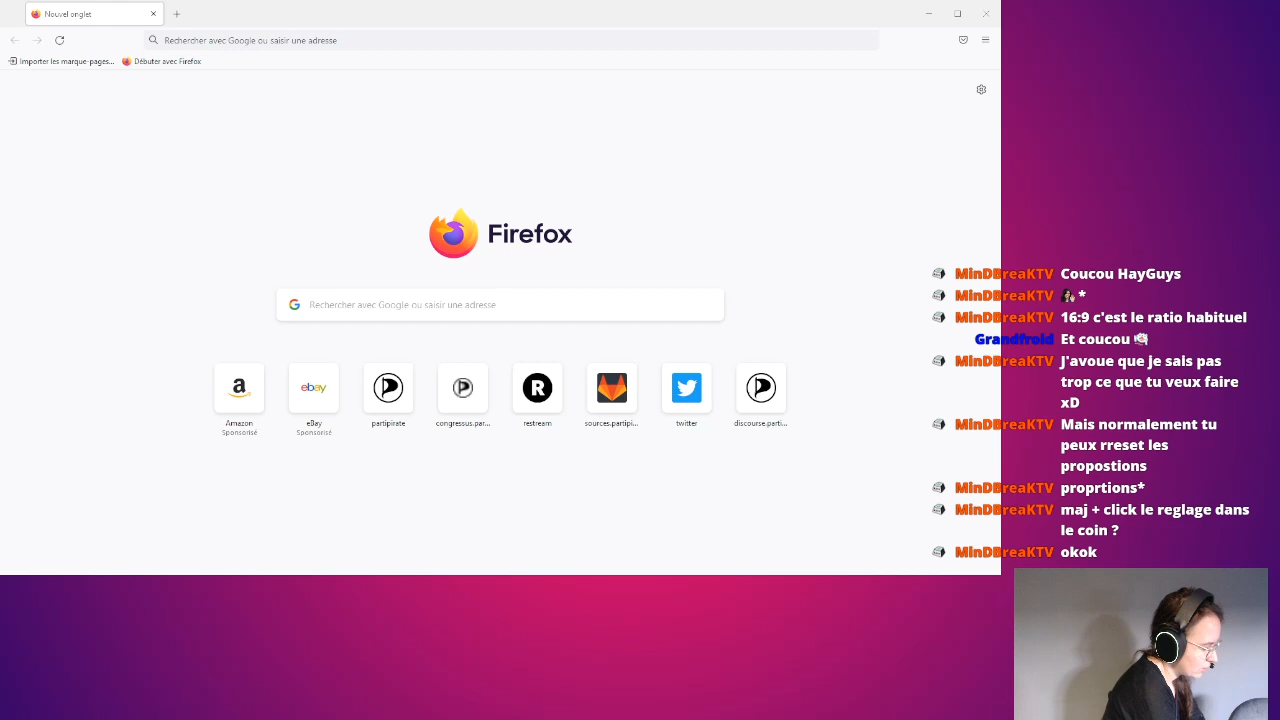 Nouvel onglet
Rechercher avec Google ou saisir une adresse
Importer les marque-pages...
Débuter avec Firefox
Firefox
Rechercher avec Google ou saisir une adresse
a
Amazon
Sponsorisé
ebay
eBay
Sponsorisé
partipirate
congressus.par...
R
restream
sources.partipi...
twitter
discourse.parti...
MinDBreaKTV Coucou HayGuys
MinDBreaKTV *
MinDBreaKTV 16:9 c'est le ratio habituel
Grandfroid Et coucou
MinDBreaKTV J'avoue que je sais pas
trop ce que tu veux faire
xD
MinDBreaKTV Mais normalement tu
peux rreset les
propostions
MinDBreaKTV proprtions*
MinDBreaKTV maj + click le reglage dans
le coin ?
MinDBreaKTV okok